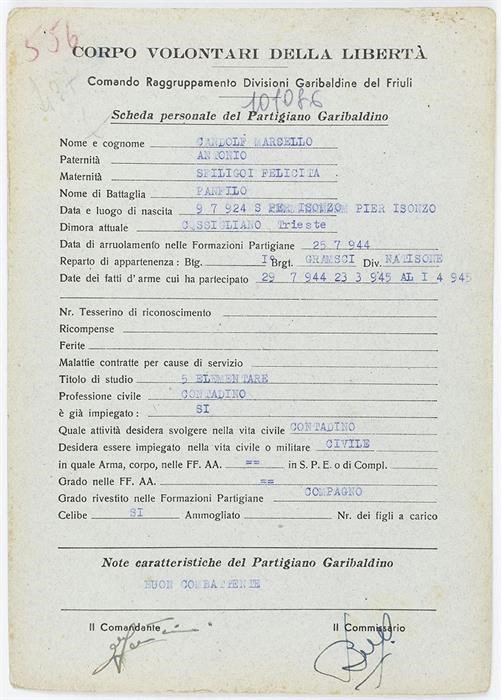 556
CORPO VOLONTARI DELLA LIBERTÀ
Comando Raggruppamento Divisioni Garibaldine del Friuli
101086
Scheda personale del Partigiano Garibaldino
Nome e cognome CANDOLF MARCELLO
Paternità ANTONIO
Maternità SFILIGOI FELICITA
Nome di Battaglia PANFILO
Data e luogo di nascita 9 7 924 S PIER ISONZO
Dimora attuale Trieste
Data di arruolamento nelle Formazioni Partigiane 25 7 944
Reparto di appartenenza : Btg. I° Brgt. GRAMSCI Div. NATISONE
Date dei fatti d'arme cui ha partecipato 29 7 944 23 3 945 AL I 4 945
Nr. Tesserino di riconoscimento
Ricompense
Ferite
Malattie contratte per cause di servizio
Titolo di studio 5 ELEMENTARE
Professione civile CONTADINO
è già impiegato : SI
Quale attività desidera svolgere nella vita civile CONTADINO
Desidera essere impiegato nella vita civile o militare CIVILE
in quale Arma, corpo, nelle FF. AA. == in S. P. E. o di Compl.
Grado nelle FF. AA. ==
Grado rivestito nelle Formazioni Partigiane COMPAGNO
Celibe SI Ammogliato Nr. dei figli a carico
Note caratteristiche del Partigiano Garibaldino
BUON COMBATTENTE
Il Comandante Il Commissario